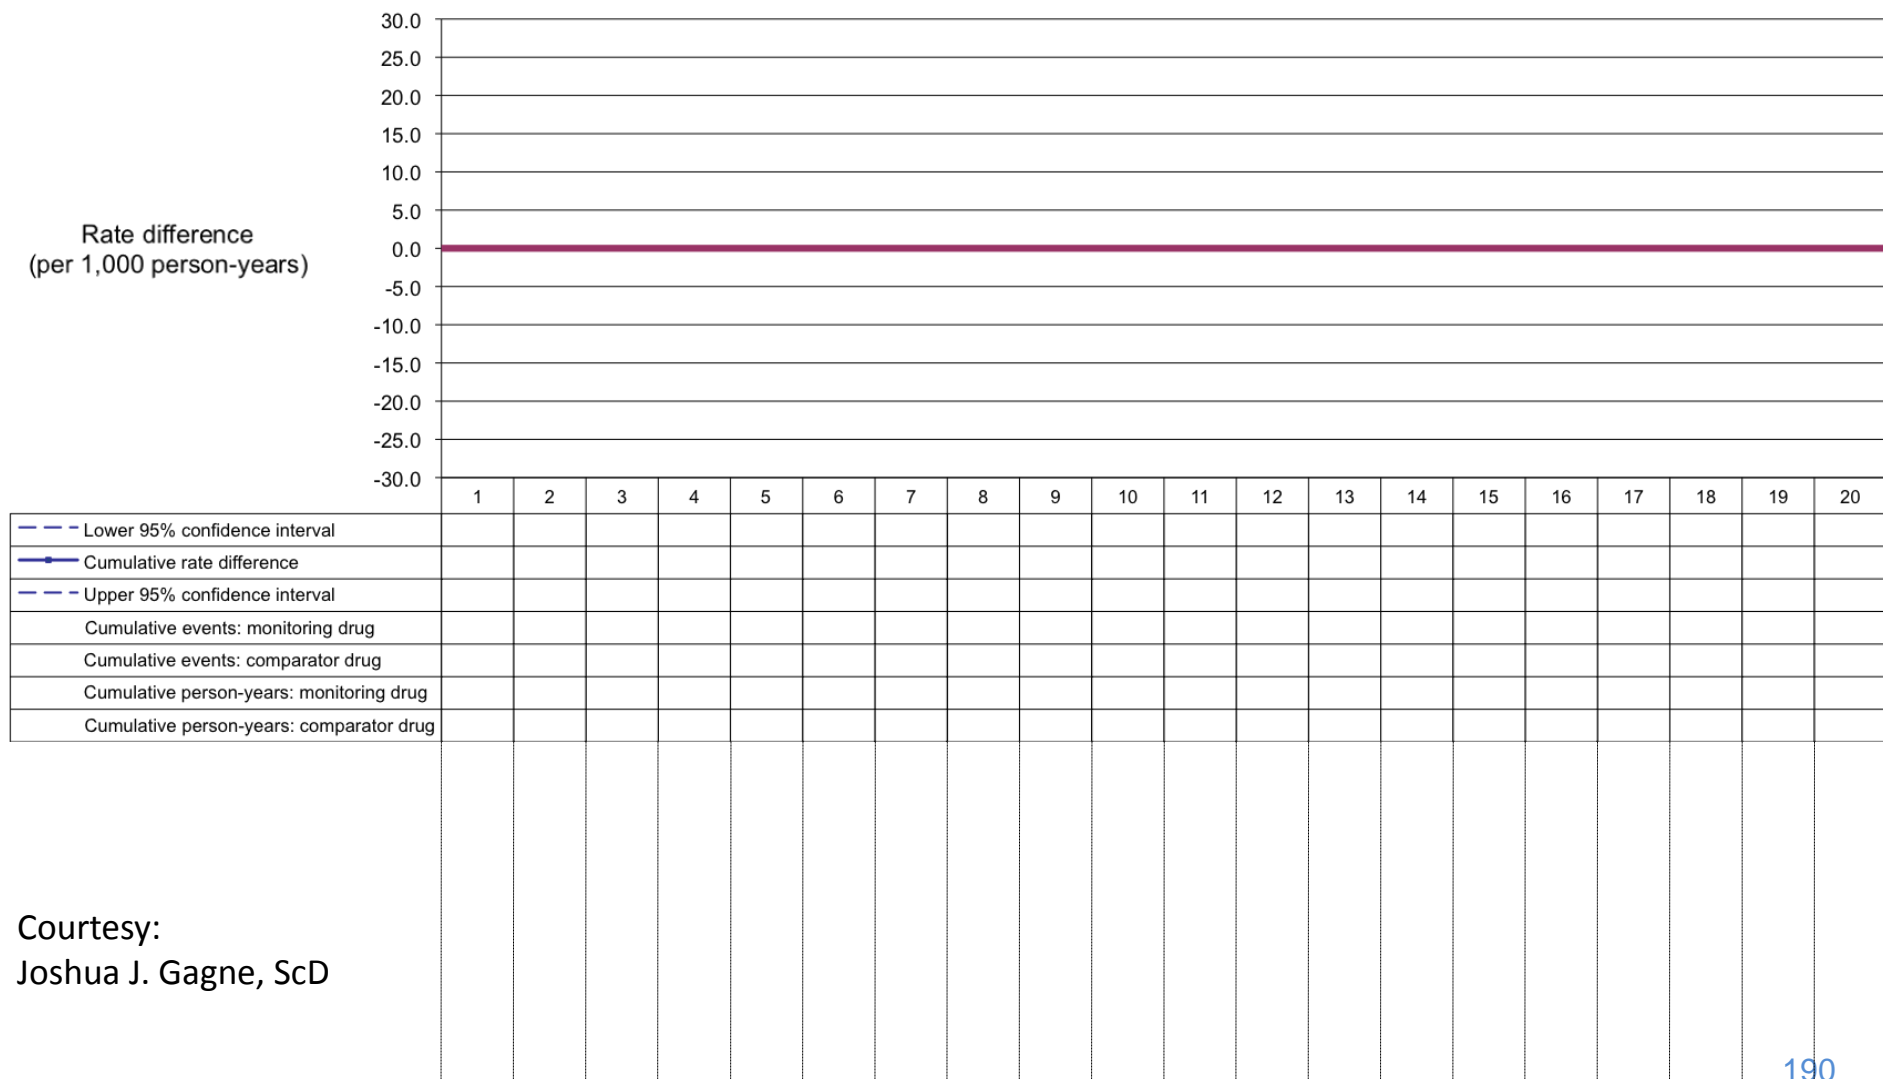 30.0
25.0
20.0
15.0
10.0
5.0
0.0
-5.0
-10.0
-15.0
-20.0
-25.0
-30.0
Rate difference
(per 1,000 person-years)
1 2 3 4 5 6 7 8 9 10 11 12 13 14 15 16 17 18 19 20
Lower 95% confidence interval
Cumulative rate difference
Upper 95% confidence interval
Cumulative events: monitoring drug
Cumulative events: comparator drug
Cumulative person-years: monitoring drug
Cumulative person-years: comparator drug
Courtesy:
Joshua J. Gagne, ScD
190